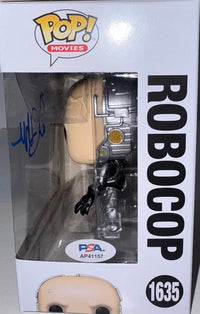 POP!
MOVIES
ROBOCOP
1635
PSA
AP41157